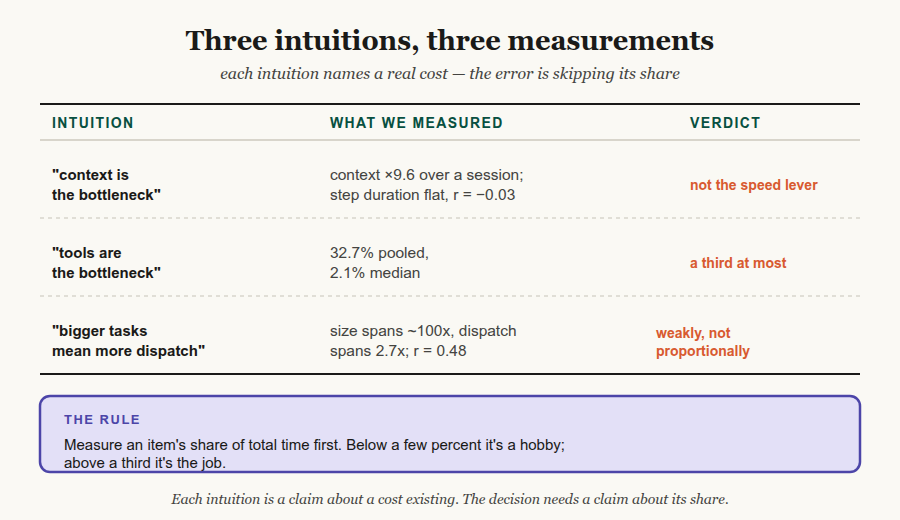 Three intuitions, three measurements
each intuition names a real cost — the error is skipping its share
INTUITION
WHAT WE MEASURED
VERDICT
"context is
the bottleneck"
context ×9.6 over a session;
step duration flat, r = −0.03
not the speed lever
"tools are
the bottleneck"
32.7% pooled,
2.1% median
a third at most
"bigger tasks
mean more dispatch"
size spans ~100x, dispatch
spans 2.7x; r = 0.48
weakly, not
proportionally
THE RULE
Measure an item's share of total time first. Below a few percent it's a hobby;
above a third it's the job.
Each intuition is a claim about a cost existing. The decision needs a claim about its share.